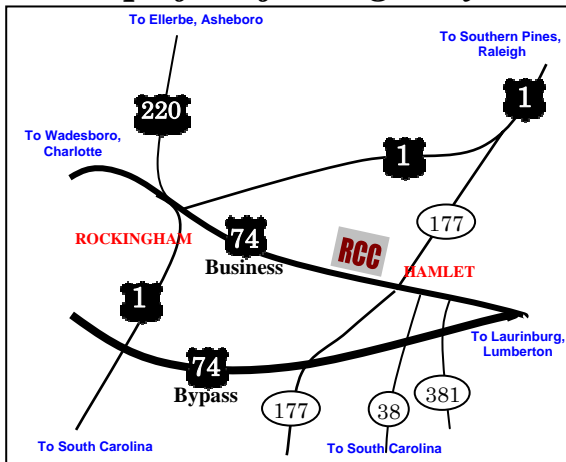 To Ellerbe, Asheboro
To Southern Pines,
Raleigh
220
1
To Wadesboro,
Charlotte
1
177
ROCKINGHAM
74
Business
RCC
HAMLET
1
To Laurinburg,
Lumberton
74
Bypass
177
38
381
To South Carolina
To South Carolina